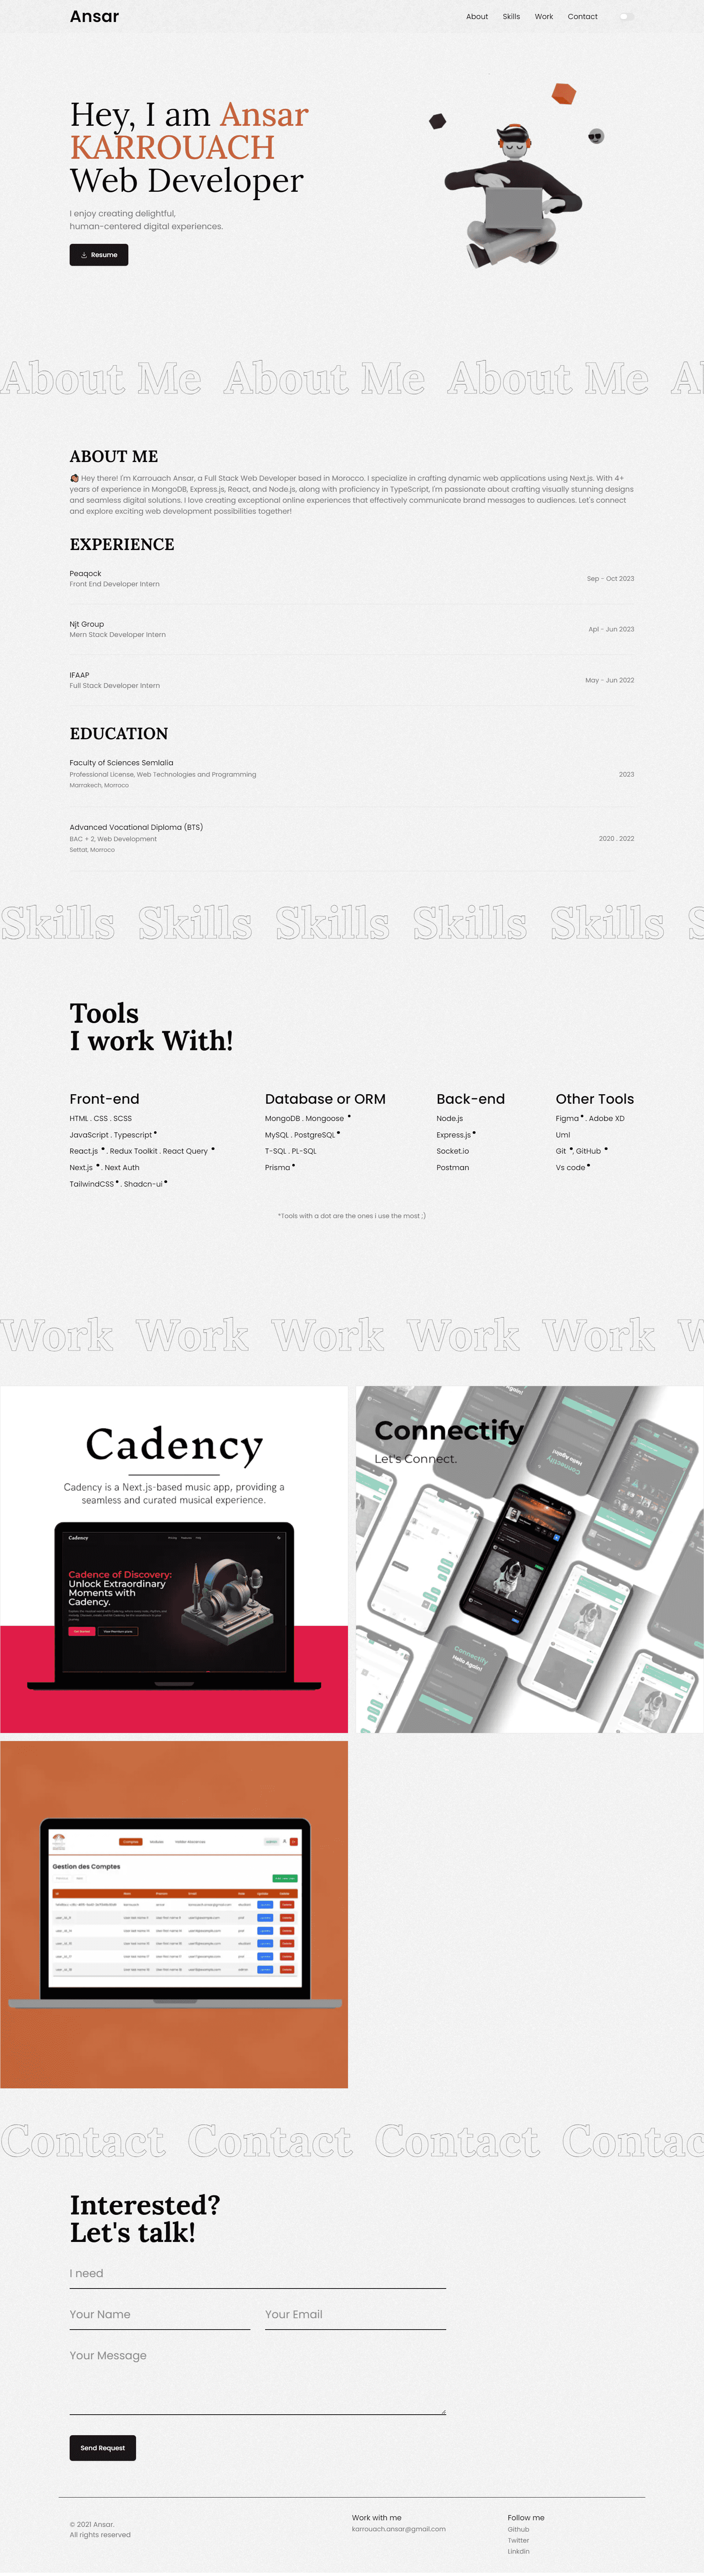 Ansar
About Skills Work Contact
Hey, I am Ansar
KARROUACH
Web Developer
I enjoy creating delightful,
human-centered digital experiences.
Resume
About Me About Me About Me A
ABOUT ME
Hey there! I'm Karrouach Ansar, a Full Stack Web Developer based in Morocco. I specialize in crafting dynamic web applications using Next.js. With 4+
years of experience in MongoDB, Express.js, React, and Node.js, along with proficiency in TypeScript, I'm passionate about crafting visually stunning designs
and seamless digital solutions. I love creating exceptional online experiences that effectively communicate brand messages to audiences. Let's connect
and explore exciting web development possibilities together!
EXPERIENCE
Peaqock
Front End Developer Intern
Sep - Oct 2023
Njt Group
Mern Stack Developer Intern
Apl - Jun 2023
IFAAP
Full Stack Developer Intern
May - Jun 2022
EDUCATION
Faculty of Sciences Semlalia
Professional License, Web Technologies and Programming
Marrakech, Morroco
2023
Advanced Vocational Diploma (BTS)
BAC + 2, Web Development
Settat, Morroco
2020 . 2022
Skills Skills Skills Skills Skills S
Tools
I work With!
Front-end
HTML . CSS . SCSS
JavaScript . Typescript
React.js . Redux Toolkit . React Query
Next.js . Next Auth
TailwindCSS . Shadcn-ui
Database or ORM
MongoDB . Mongoose
MySQL . PostgreSQL
T-SQL . PL-SQL
Prisma
Back-end
Node.js
Express.js
Socket.io
Postman
Other Tools
Figma . Adobe XD
Uml
Git , GitHub
Vs code
*Tools with a dot are the ones i use the most ;)
Work Work Work Work Work W
Cadency
Cadency is a Next.js-based music app, providing a
seamless and curated musical experience.
Cadency
Cadence of Discovery:
Unlock Extraordinary
Moments with
Cadency.
Connectify
Let's Connect.
Connectify
Hello Again!
Gestion des Comptes
Contact Contact Contact Contac
Interested?
Let's talk!
I need
Your Name
Your Email
Your Message
Send Request
© 2021 Ansar.
All rights reserved
Work with me
karrouach.ansar@gmail.com
Follow me
Github
Twitter
Linkdin